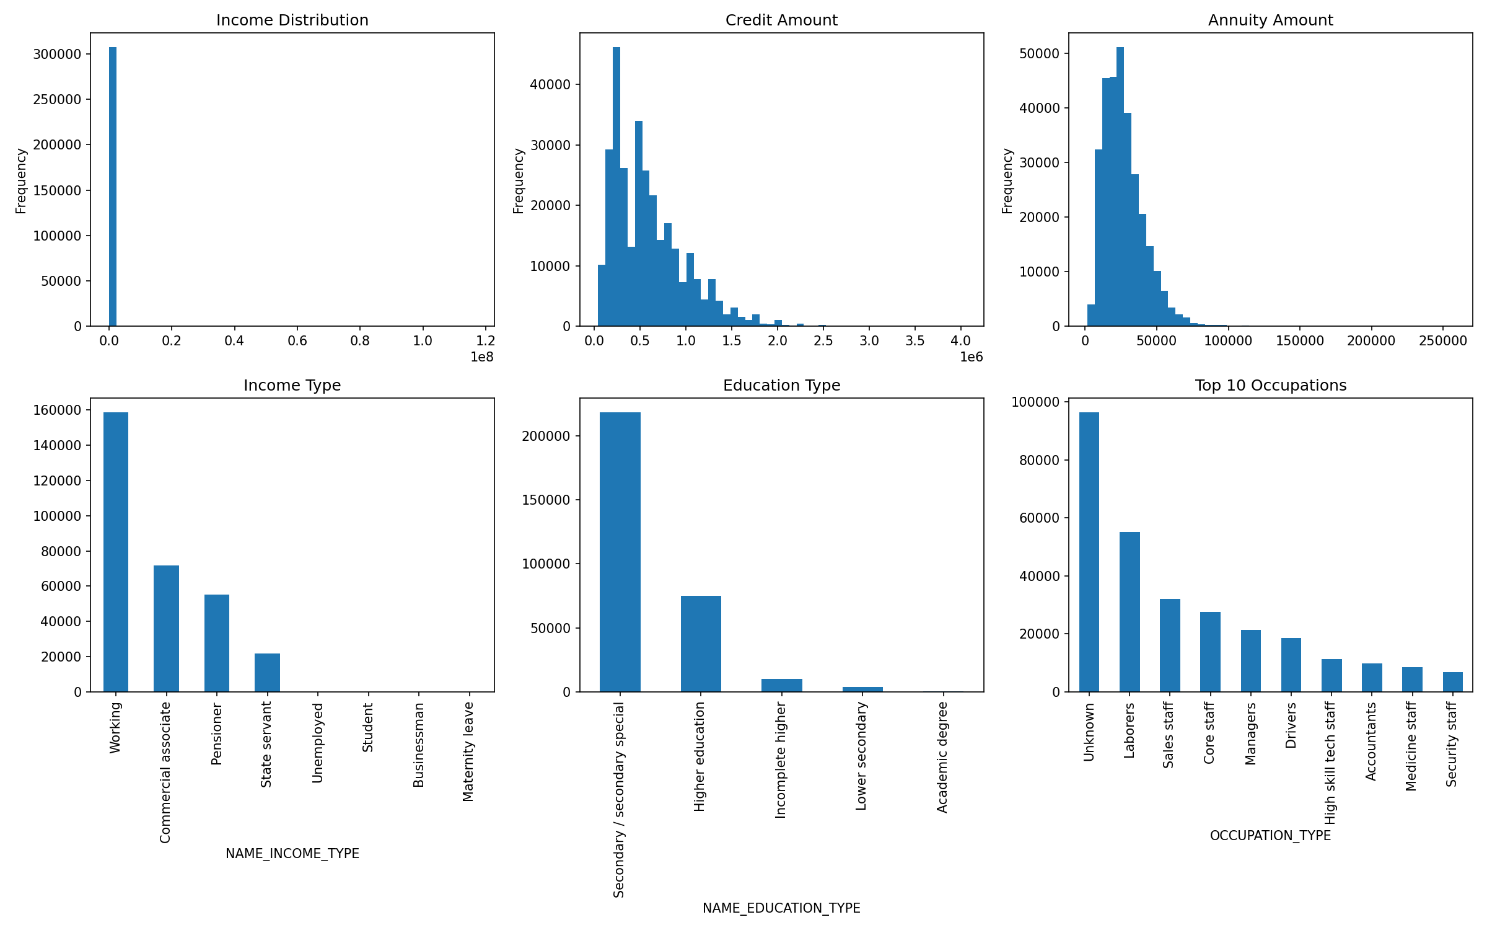 Income Distribution
Frequency
300000
250000
200000
150000
100000
50000
0
0.0 0.2 0.4 0.6 0.8 1.0 1.2
1e8
Credit Amount
Frequency
40000
30000
20000
10000
0
0.0 0.5 1.0 1.5 2.0 2.5 3.0 3.5 4.0
1e6
Annuity Amount
Frequency
50000
40000
30000
20000
10000
0
0 50000 100000 150000 200000 250000
Income Type
160000
140000
120000
100000
80000
60000
40000
20000
0
Working
Commercial associate
Pensioner
State servant
Unemployed
Student
Businessman
Maternity leave
NAME_INCOME_TYPE
Education Type
200000
150000
100000
50000
0
Secondary / secondary special
Higher education
Incomplete higher
Lower secondary
Academic degree
NAME_EDUCATION_TYPE
Top 10 Occupations
100000
80000
60000
40000
20000
0
Unknown
Laborers
Sales staff
Core staff
Managers
Drivers
High skill tech staff
Accountants
Medicine staff
Security staff
OCCUPATION_TYPE